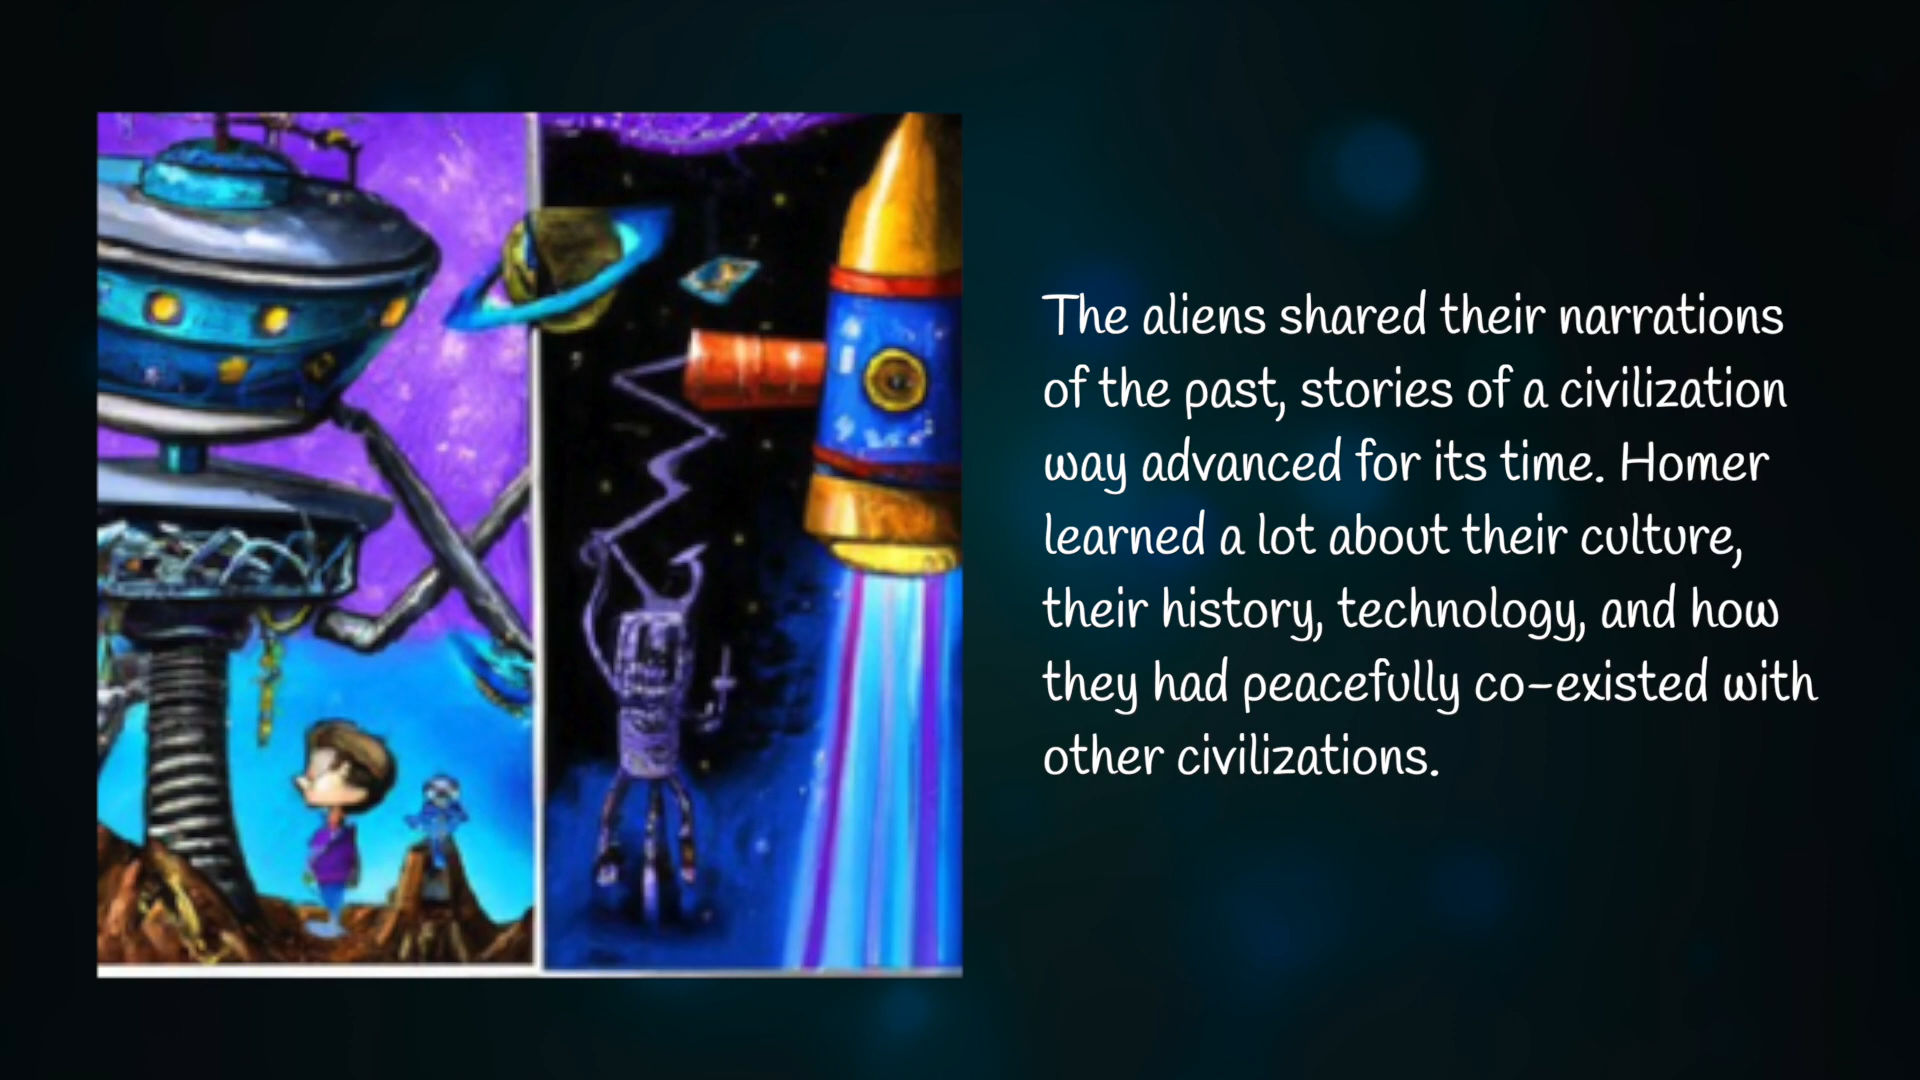 The aliens shared their narrations
of the past, stories of a civilization
way advanced for its time. Homer
learned a lot about their culture,
their history, technology, and how
they had peacefully co-existed with
other civilizations.